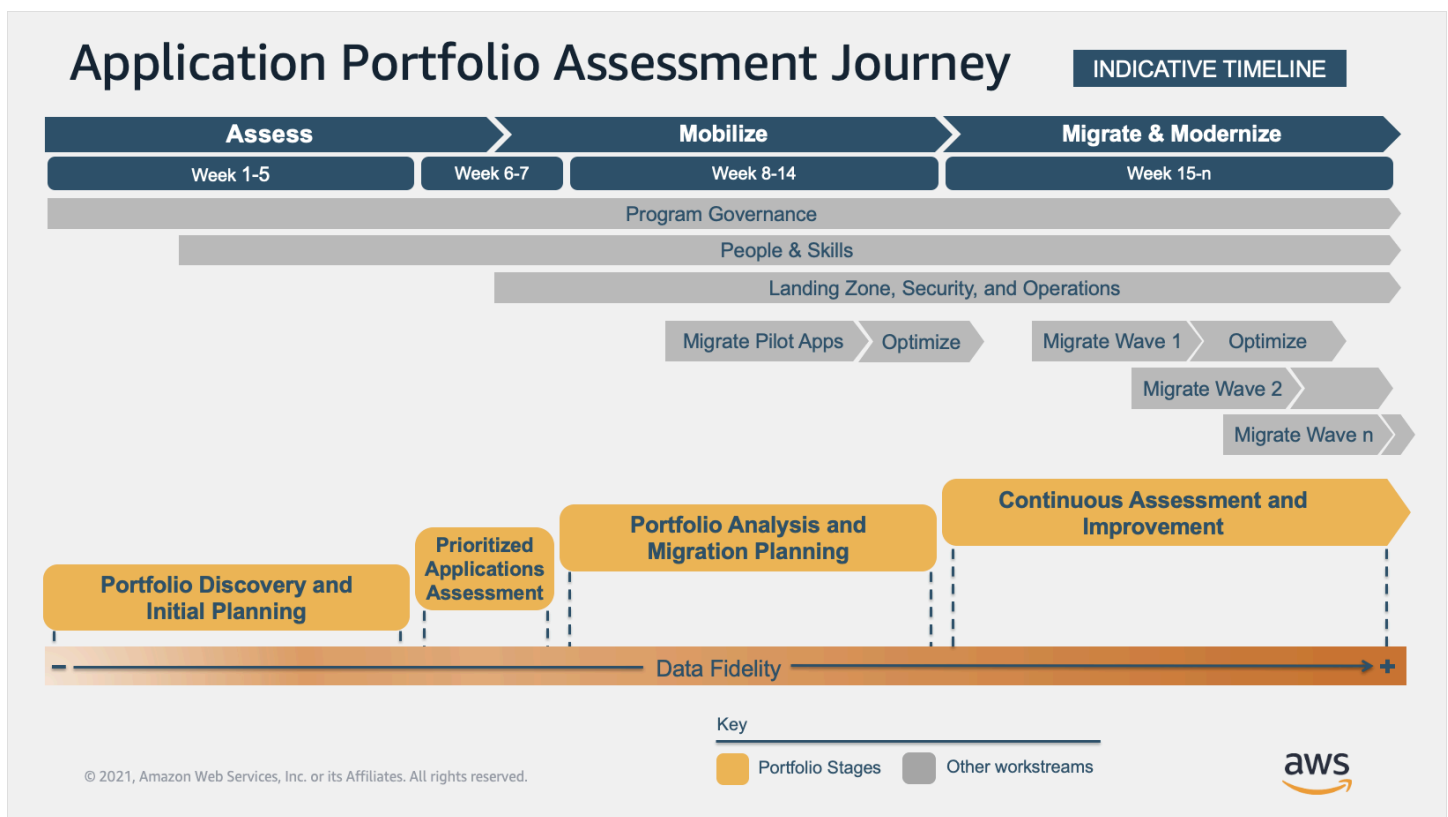 Application Portfolio Assessment Journey
INDICATIVE TIMELINE
Assess
Mobilize
Migrate & Modernize
Week 1-5
Week 6-7
Week 8-14
Week 15-n
Program Governance
People & Skills
Landing Zone, Security, and Operations
Migrate Pilot Apps
Optimize
Migrate Wave 1
Optimize
Migrate Wave 2
Migrate Wave n
Continuous Assessment and
Improvement
Portfolio Analysis and
Migration Planning
Prioritized
Applications
Assessment
Portfolio Discovery and
Initial Planning
- Data Fidelity +
Key
Portfolio Stages
Other workstreams
© 2021, Amazon Web Services, Inc. or its Affiliates. All rights reserved.
aws